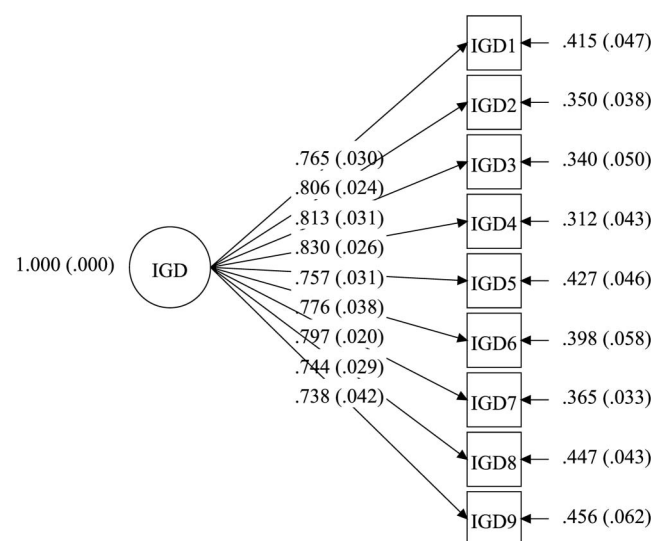 IGD1
.415 (.047)
IGD2
.350 (.038)
.765 (.030)
IGD3
.340 (.050)
.806 (.024)
.813 (.031)
IGD4
.312 (.043)
.830 (.026)
1.000 (.000)
IGD
.757 (.031)
IGD5
.427 (.046)
.776 (.038)
.797 (.020)
IGD6
.398 (.058)
.744 (.029)
.738 (.042)
IGD7
.365 (.033)
IGD8
.447 (.043)
IGD9
.456 (.062)